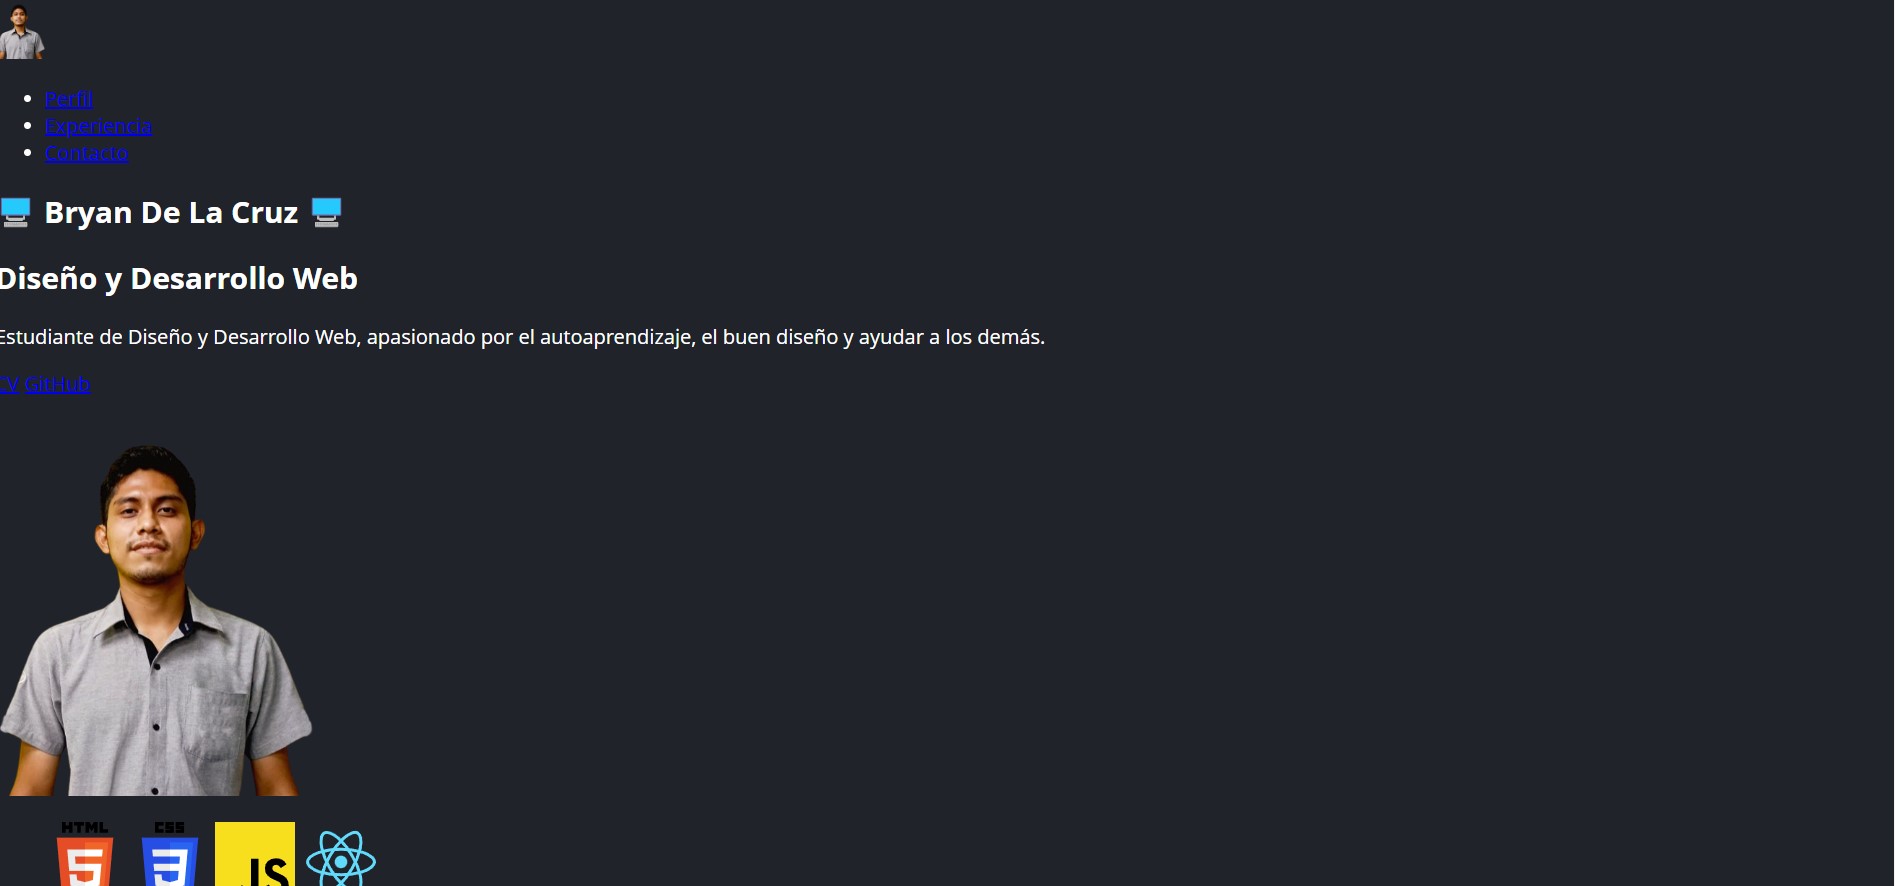 Perfil
Experiencia
Contacto
Bryan De La Cruz
Diseño y Desarrollo Web
Estudiante de Diseño y Desarrollo Web, apasionado por el autoaprendizaje, el buen diseño y ayudar a los demás.
CV GitHub
HTML CSS
5 3 JS